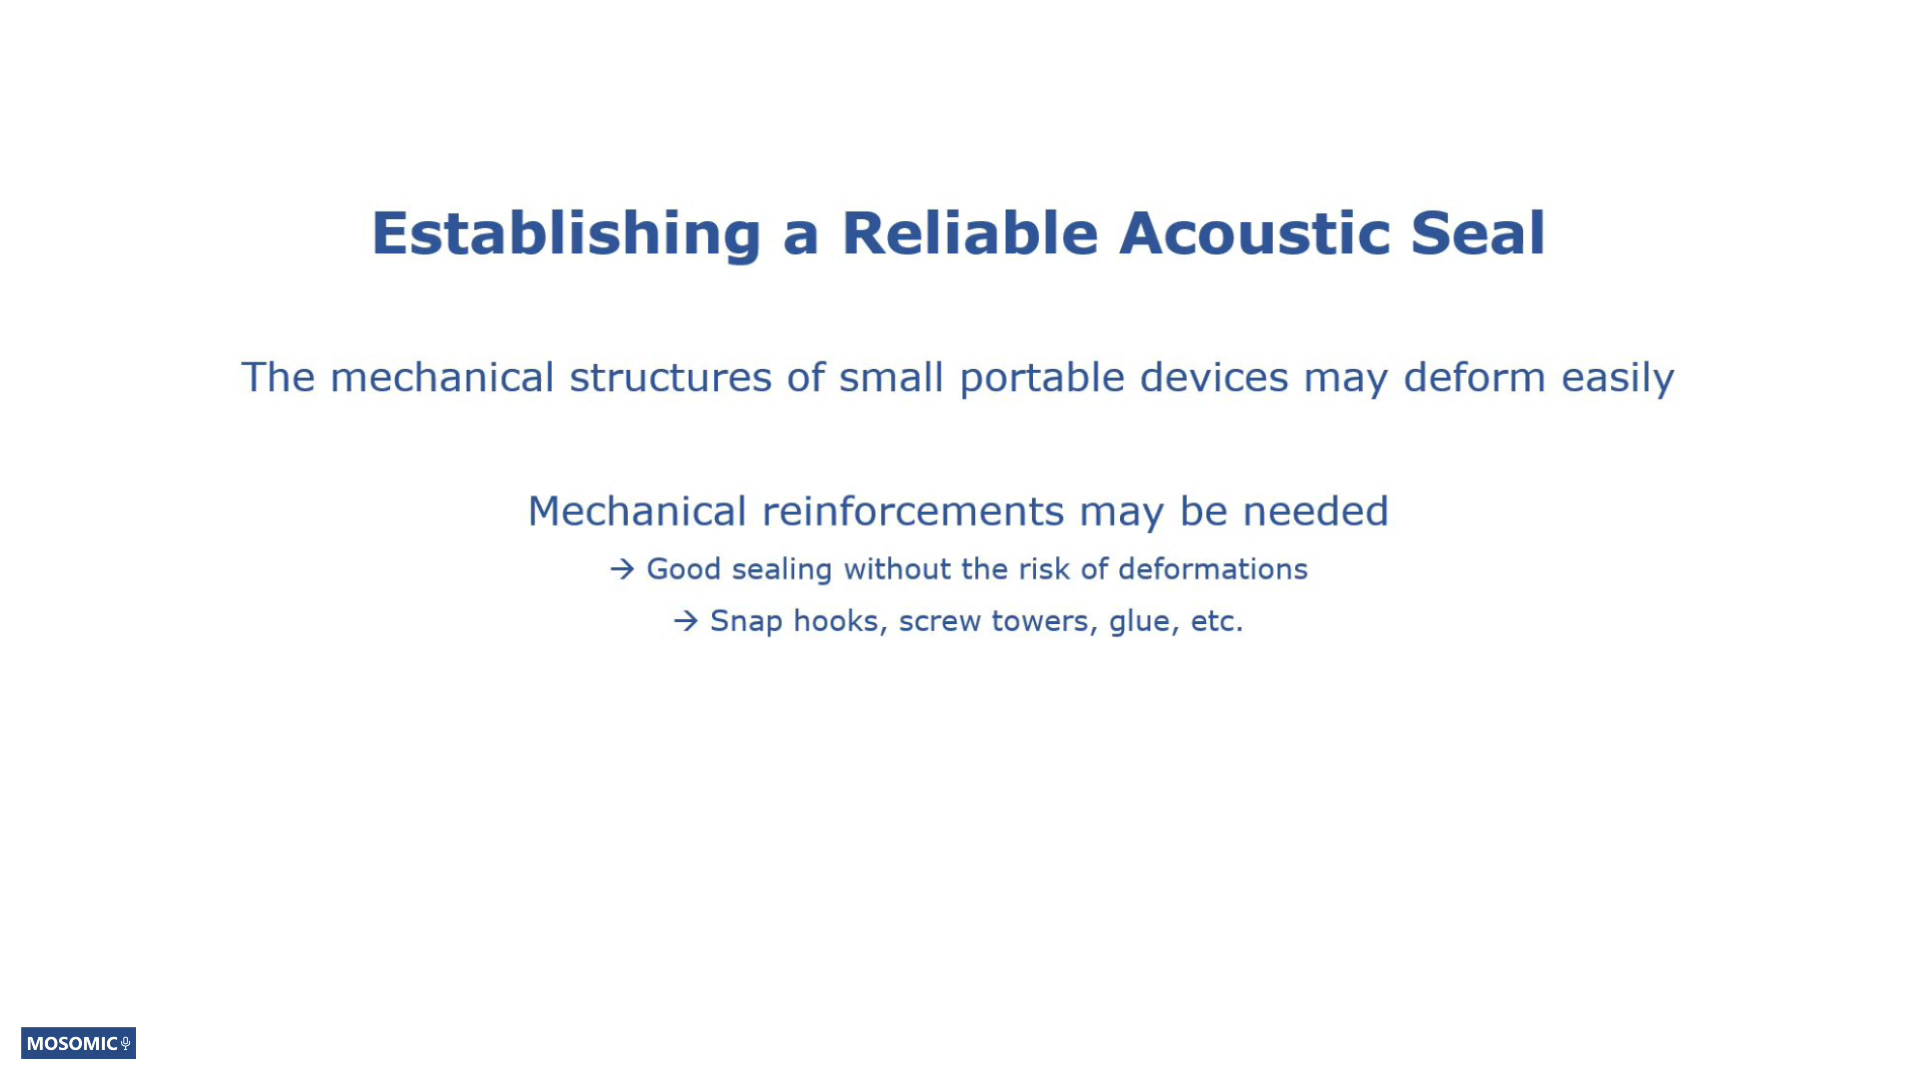 Establishing a Reliable Acoustic Seal
The mechanical structures of small portable devices may deform easily
Mechanical reinforcements may be needed
→ Good sealing without the risk of deformations
→ Snap hooks, screw towers, glue, etc.
MOSOMIC